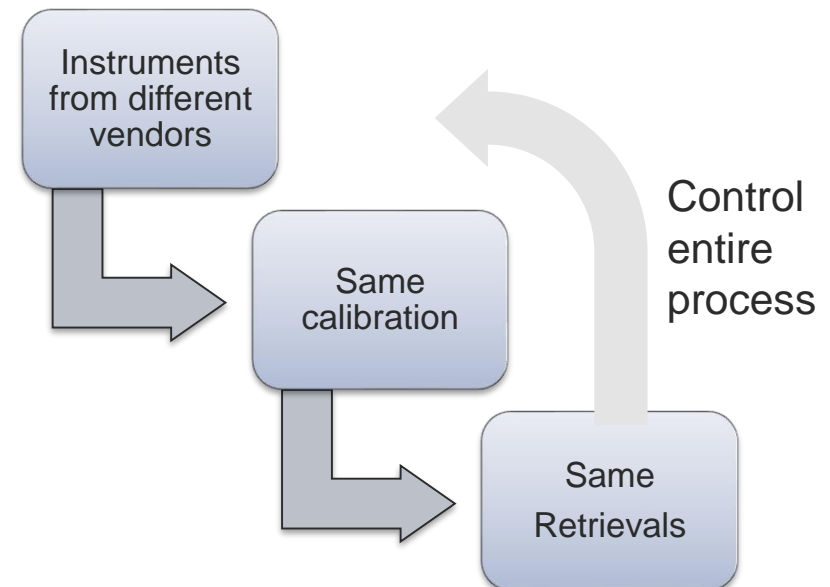 Instruments
from different
vendors
Same
calibration
Control
entire
process
Same
Retrievals